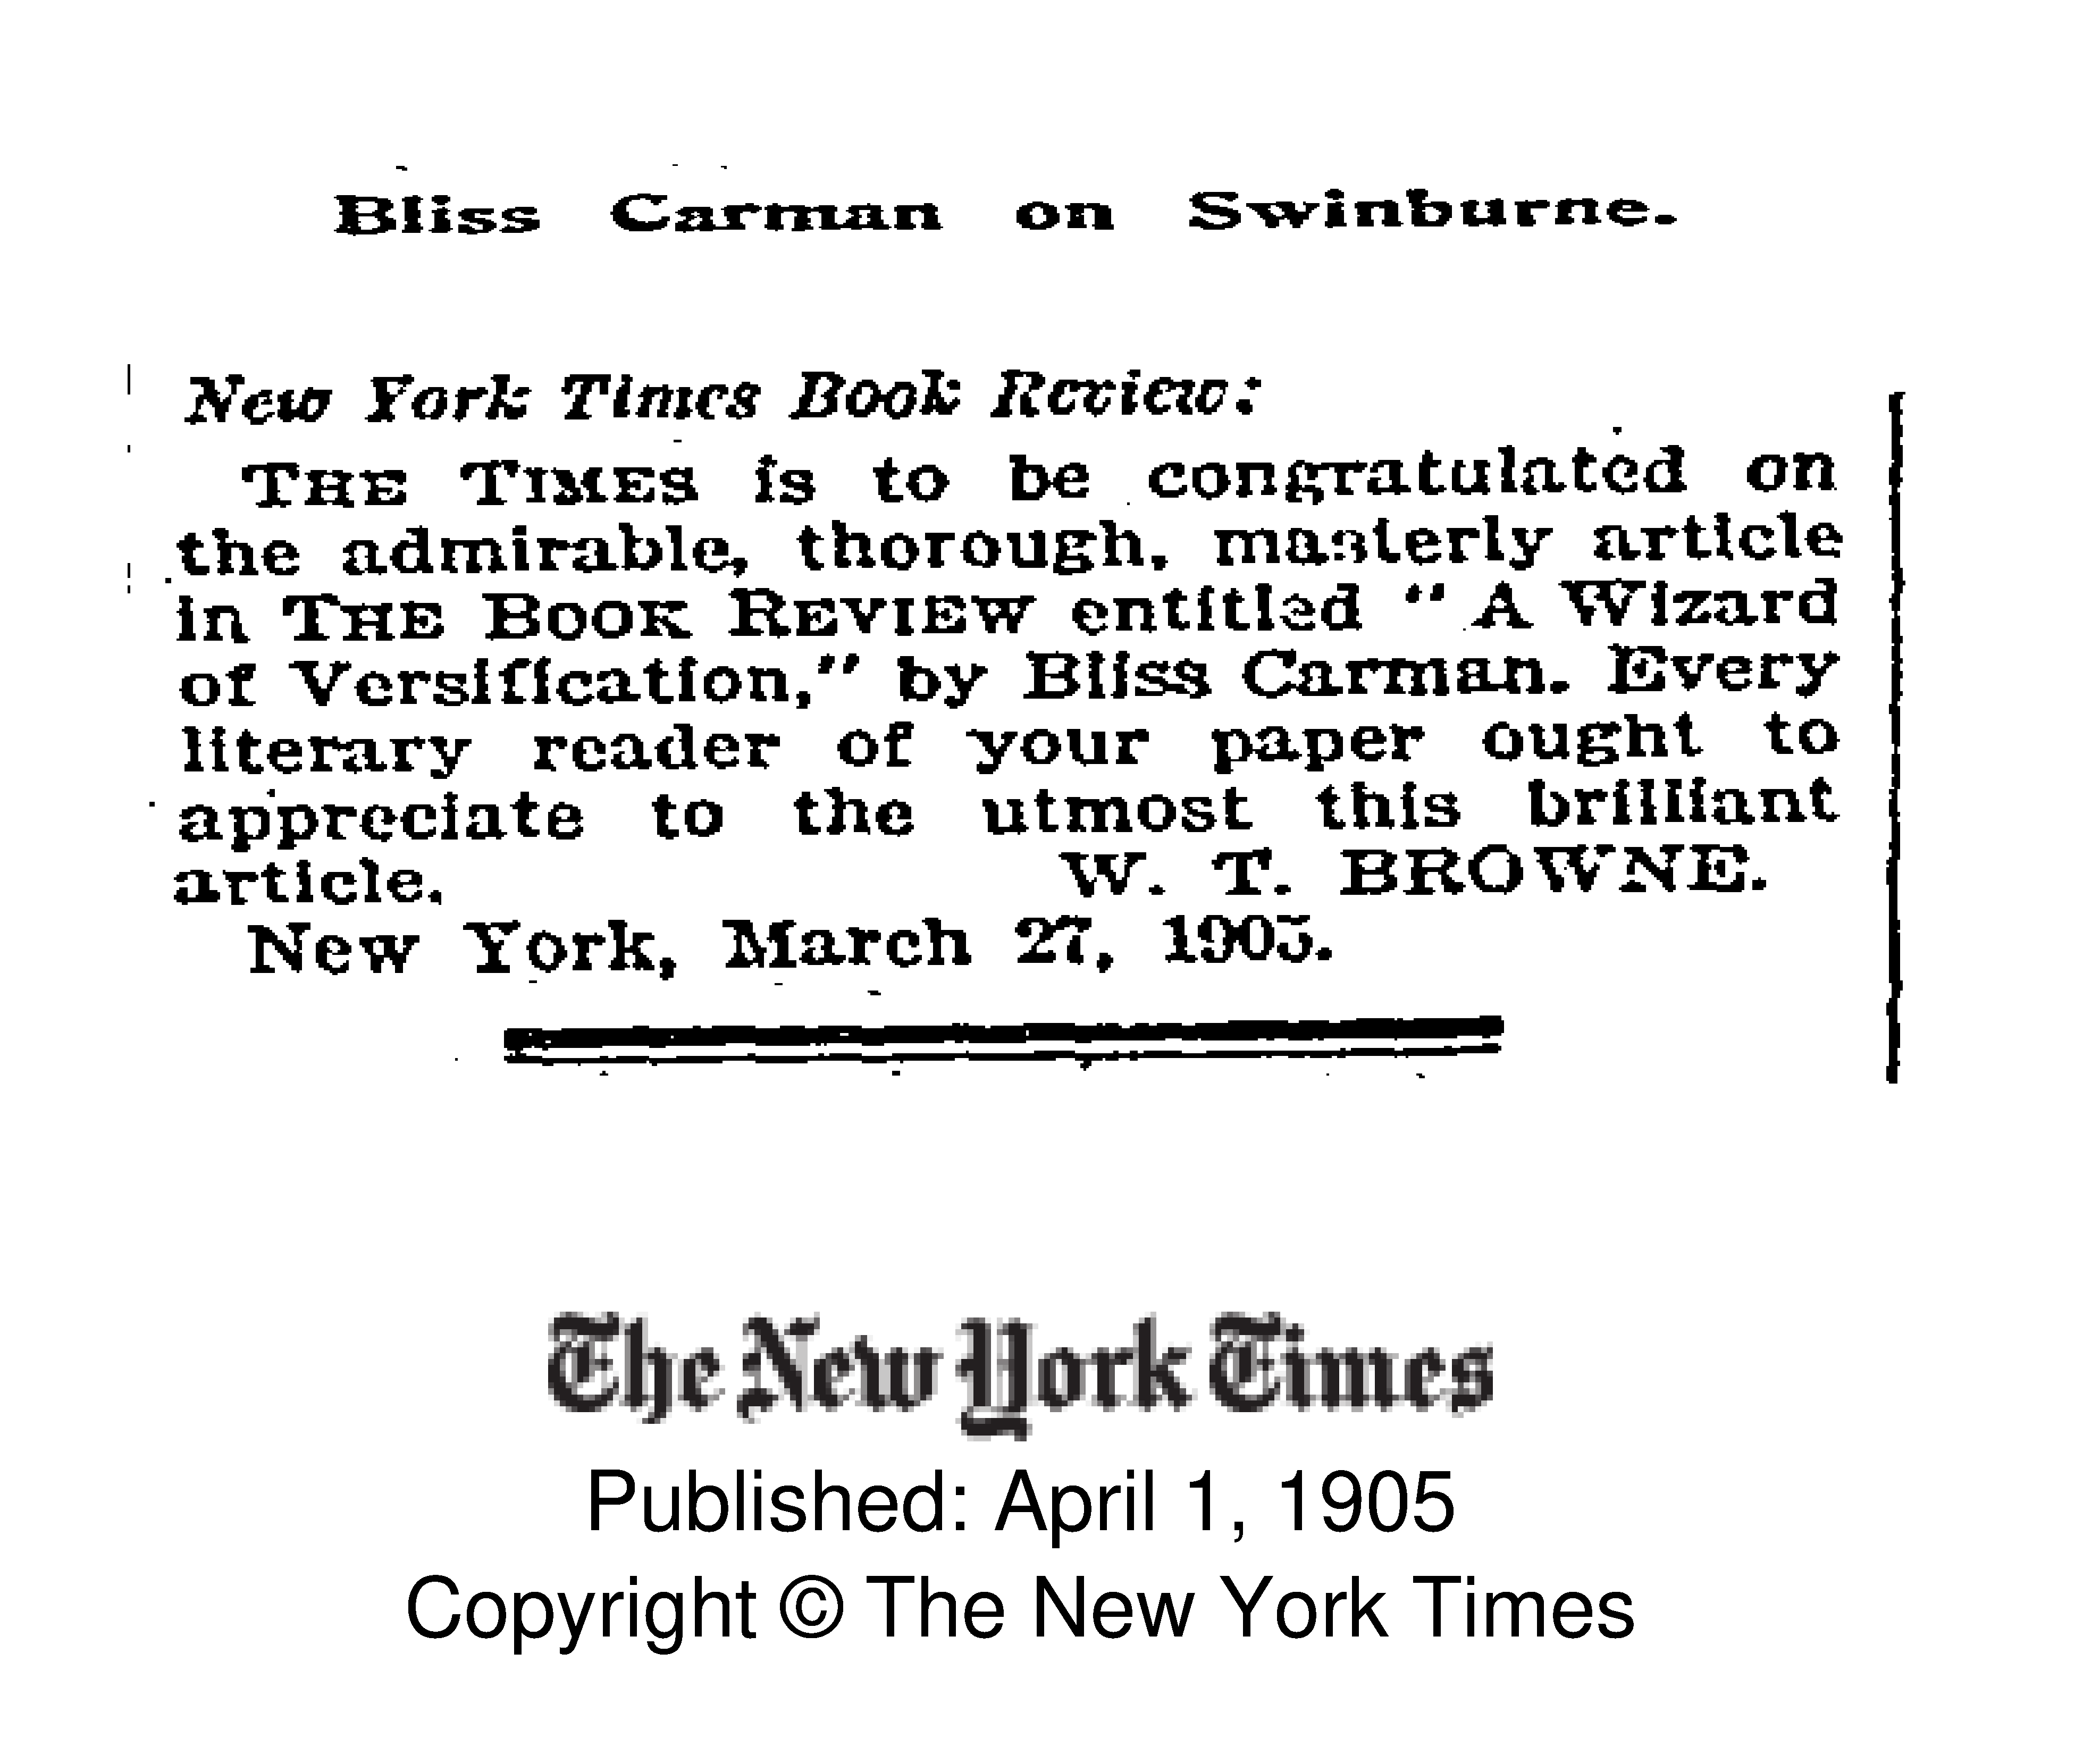 Bliss Carman on Swinburne.
New York Times Book Review:
THE TIMES is to be congratulated on
the admirable, thorough, masterly article
in THE BOOK REVIEW entitled "A Wizard
of Versification," by Bliss Carman. Every
literary reader of your paper ought to
appreciate to the utmost this brilliant
article. W. T. BROWNE.
New York, March 27, 1905.
The New York Times
Published: April 1, 1905
Copyright © The New York Times